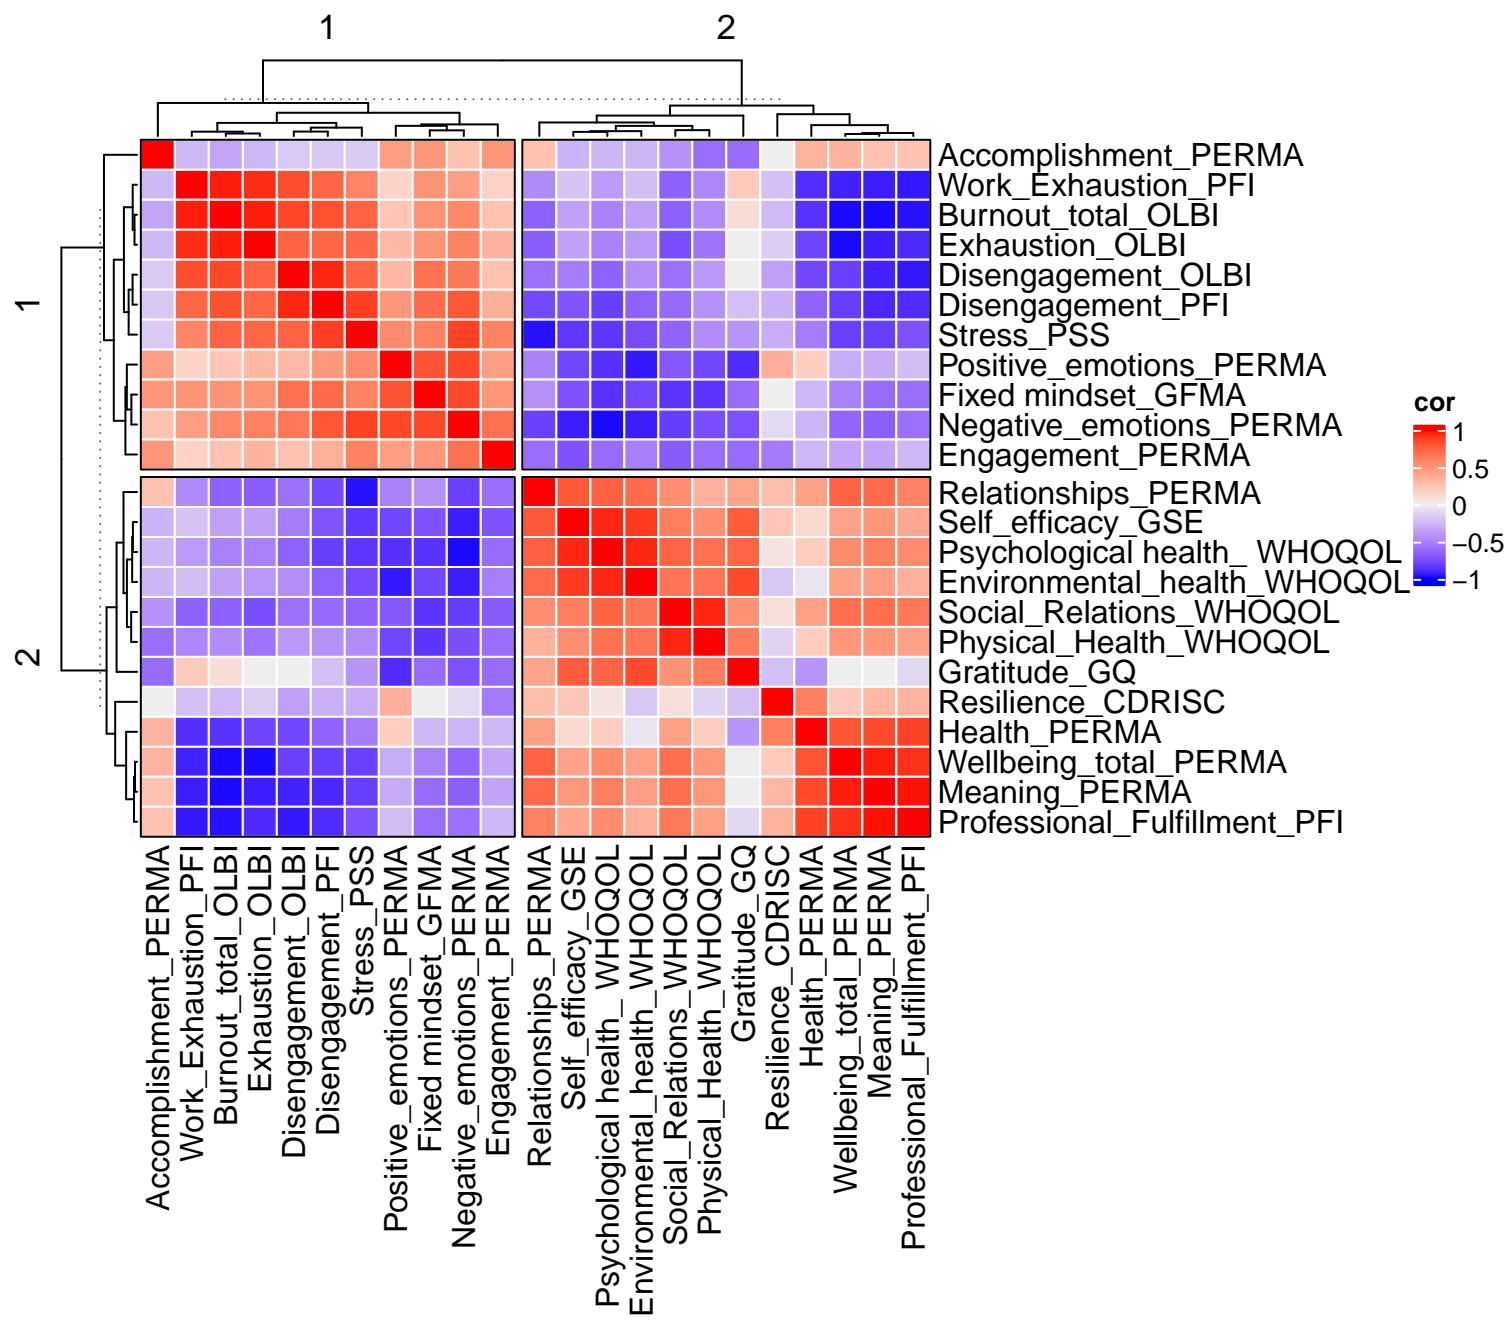 1
2
1
2
Accomplishment_PERMA
Work_Exhaustion_PFI
Burnout_total_OLBI
Exhaustion_OLBI
Disengagement_OLBI
Disengagement_PFI
Stress_PSS
Positive_emotions_PERMA
Fixed mindset_GFMA
Negative_emotions_PERMA
Engagement_PERMA
Relationships_PERMA
Self_efficacy_GSE
Psychological health_ WHOQOL
Environmental_health_WHOQOL
Social_Relations_WHOQOL
Physical_Health_WHOQOL
Gratitude_GQ
Resilience_CDRISC
Health_PERMA
Wellbeing_total_PERMA
Meaning_PERMA
Professional_Fulfillment_PFI
cor
1
0.5
0
−0.5
−1
Accomplishment_PERMA
Work_Exhaustion_PFI
Burnout_total_OLBI
Exhaustion_OLBI
Disengagement_OLBI
Disengagement_PFI
Stress_PSS
Positive_emotions_PERMA
Fixed mindset_GFMA
Negative_emotions_PERMA
Engagement_PERMA
Relationships_PERMA
Self_efficacy_GSE
Psychological health_ WHOQOL
Environmental_health_WHOQOL
Social_Relations_WHOQOL
Physical_Health_WHOQOL
Gratitude_GQ
Resilience_CDRISC
Health_PERMA
Wellbeing_total_PERMA
Meaning_PERMA
Professional_Fulfillment_PFI